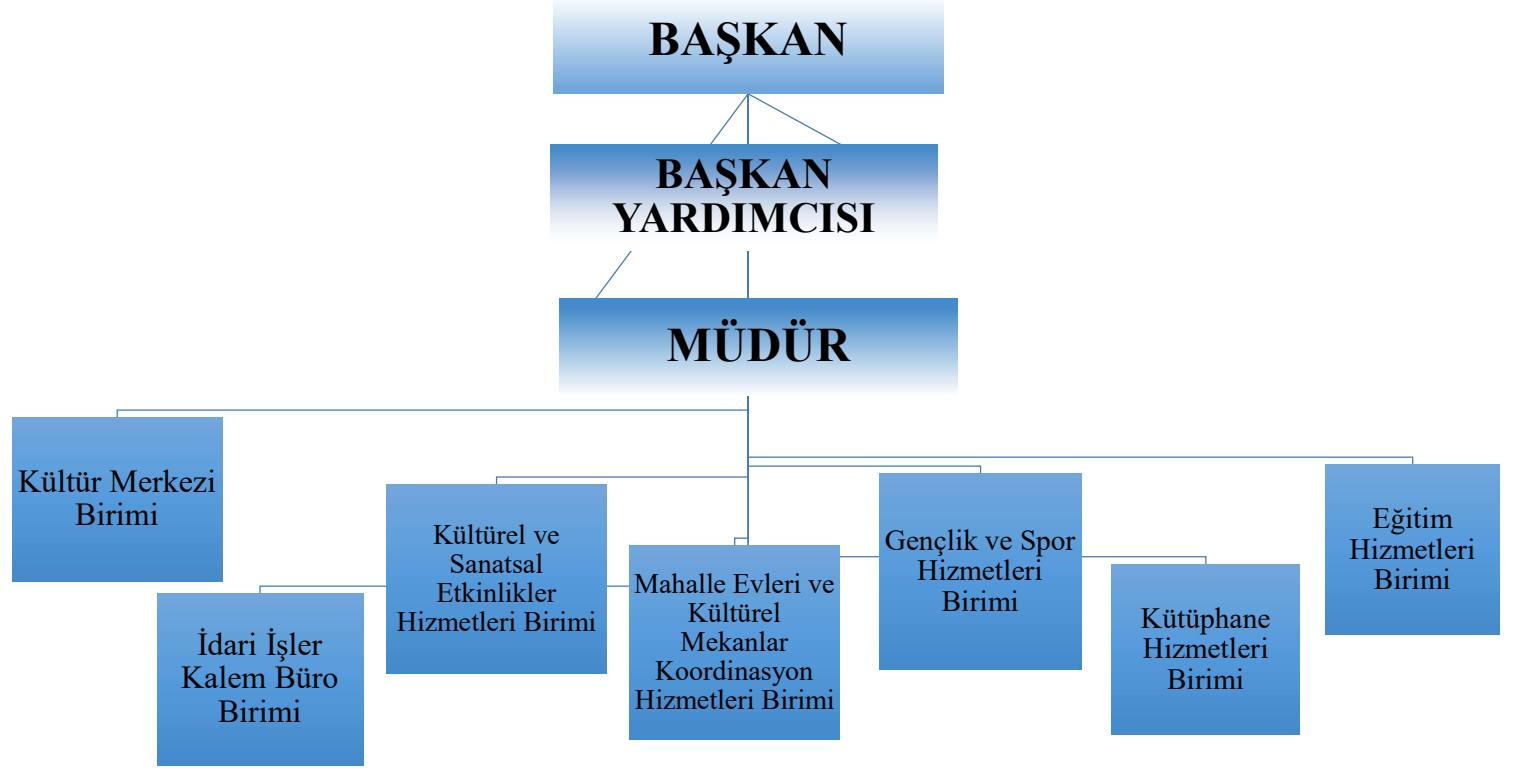 BAŞKAN
BAŞKAN
YARDIMCISI
MÜDÜR
Kültür Merkezi
Birimi
İdari İşler
Kalem Büro
Birimi
Kültürel ve
Sanatsal
Etkinlikler
Hizmetleri Birimi
Mahalle Evleri ve
Kültürel
Mekanlar
Koordinasyon
Hizmetleri Birimi
Gençlik ve Spor
Hizmetleri
Birimi
Kütüphane
Hizmetleri
Birimi
Eğitim
Hizmetleri
Birimi